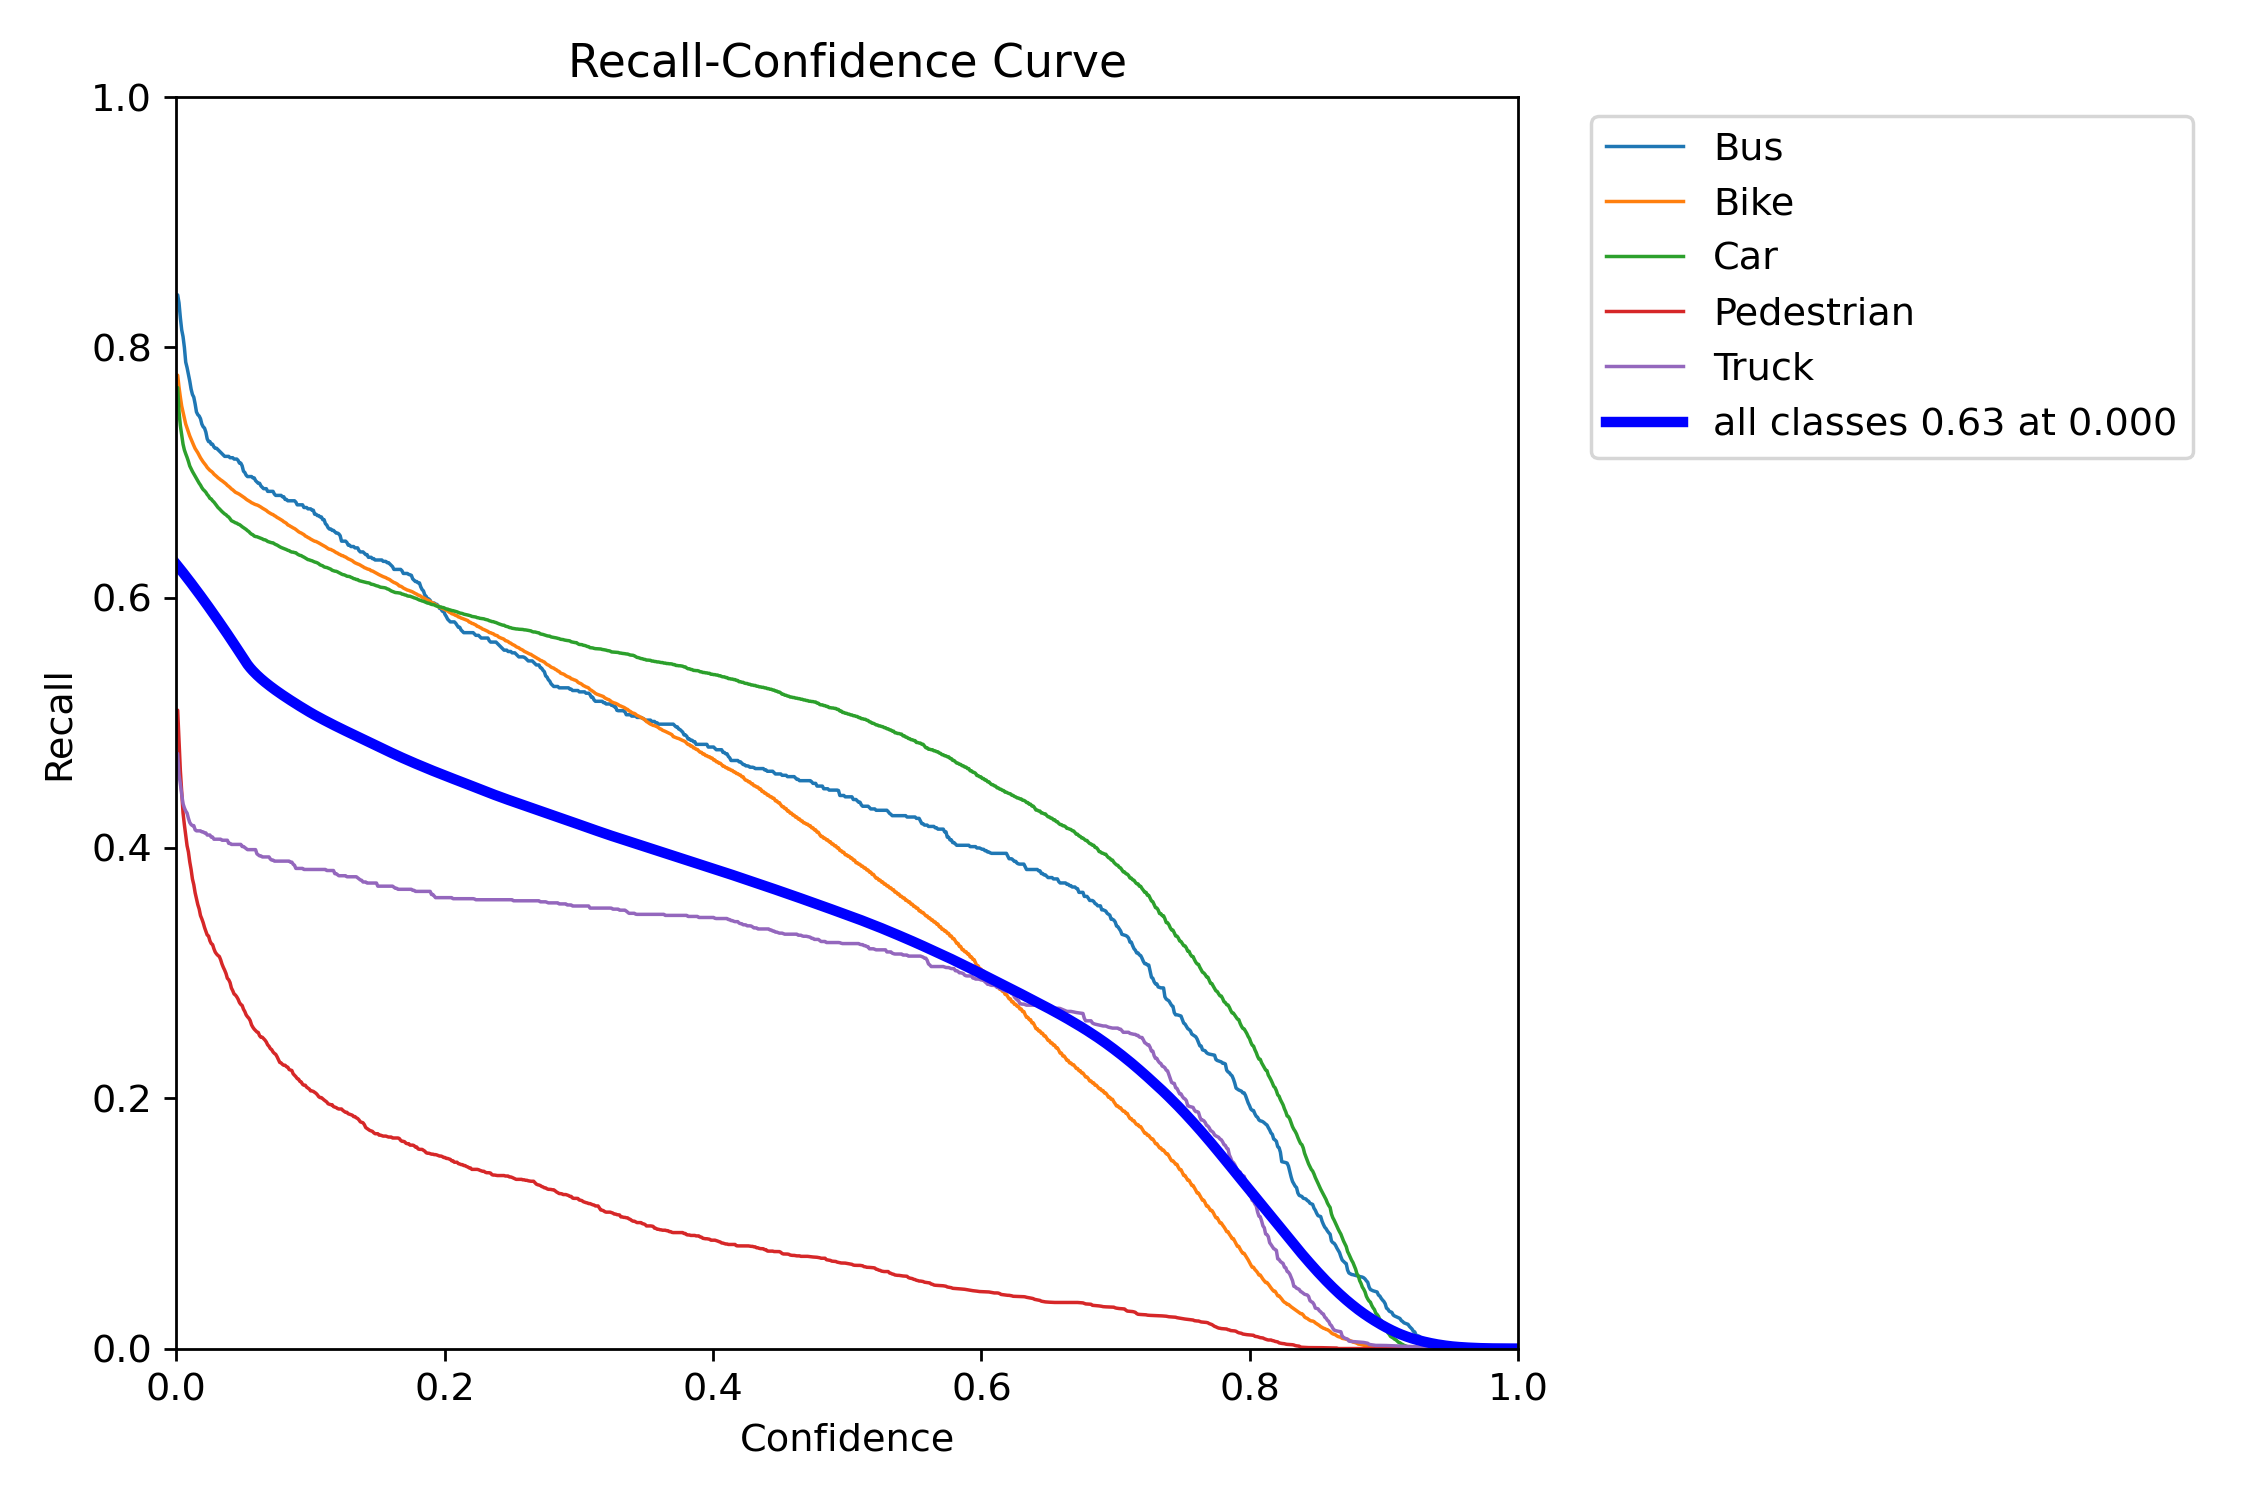 Recall-Confidence Curve
1.0
0.8
0.6
0.4
0.2
0.0
Recall
0.0 0.2 0.4 0.6 0.8 1.0
Confidence
Bus
Bike
Car
Pedestrian
Truck
all classes 0.63 at 0.000